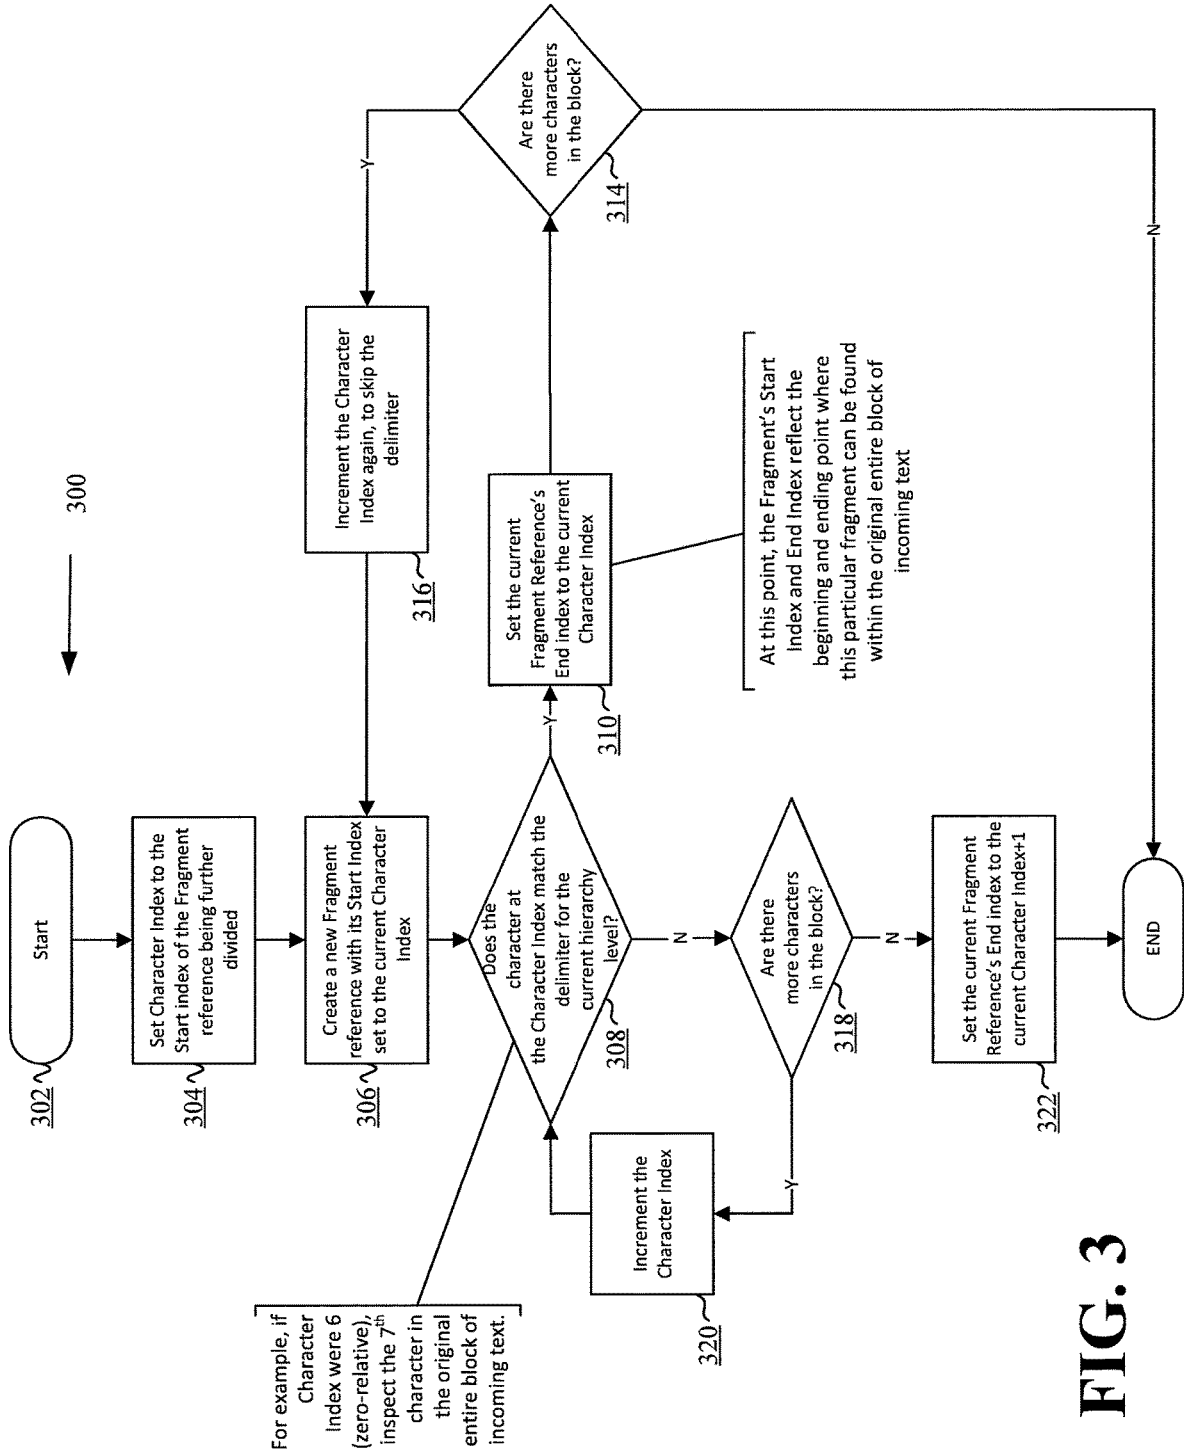 300
Start
302
Set Character Index to the
Start index of the Fragment
reference being further
divided
304
Create a new Fragment
reference with its Start Index
set to the current Character
Index
306
Increment the Character
Index again, to skip the
delimiter
316
For example, if
Character
Index were 6
(zero-relative),
inspect the 7th
character in
the original
entire block of
incoming text.
Does the
character at
the Character Index match the
delimiter for the
current hierarchy
level?
308
Y
Set the current
Fragment Reference's
End index to the current
Character Index
310
At this point, the Fragment's Start
Index and End Index reflect the
beginning and ending point where
this particular fragment can be found
within the original entire block of
incoming text
Are there
more characters
in the block?
314
Y
N
N
Are there
more characters
in the block?
318
Y
Increment the
Character Index
320
N
Set the current Fragment
Reference's End index to the
current Character Index+1
322
END
FIG. 3